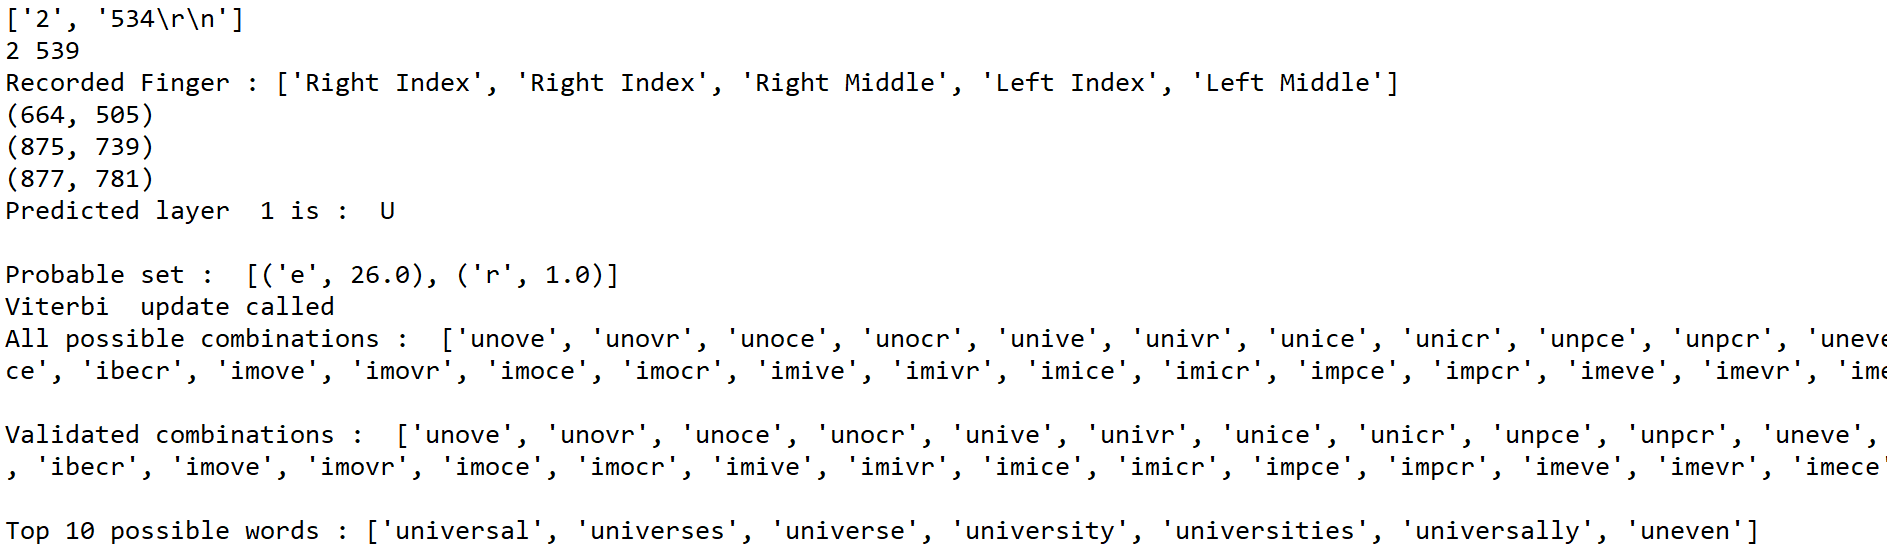 ['2', '534\r\n']
2 539
Recorded Finger : ['Right Index', 'Right Index', 'Right Middle', 'Left Index', 'Left Middle']
(664, 505)
(875, 739)
(877, 781)
Predicted layer  1 is :  U
Probable set :  [('e', 26.0), ('r', 1.0)]
Viterbi  update called
All possible combinations :  ['unove', 'unovr', 'unoce', 'unocr', 'unive', 'univr', 'unice', 'unicr', 'unpce', 'unpcr', 'uneve
ce', 'ibecr', 'imove', 'imovr', 'imoce', 'imocr', 'imive', 'imivr', 'imice', 'imicr', 'impce', 'impcr', 'imeve', 'imevr', 'ime
Validated combinations :  ['unove', 'unovr', 'unoce', 'unocr', 'unive', 'univr', 'unice', 'unicr', 'unpce', 'unpcr', 'uneve',
, 'ibecr', 'imove', 'imovr', 'imoce', 'imocr', 'imive', 'imivr', 'imice', 'imicr', 'impce', 'impcr', 'imeve', 'imevr', 'imece'
Top 10 possible words : ['universal', 'universes', 'universe', 'university', 'universities', 'universally', 'uneven']